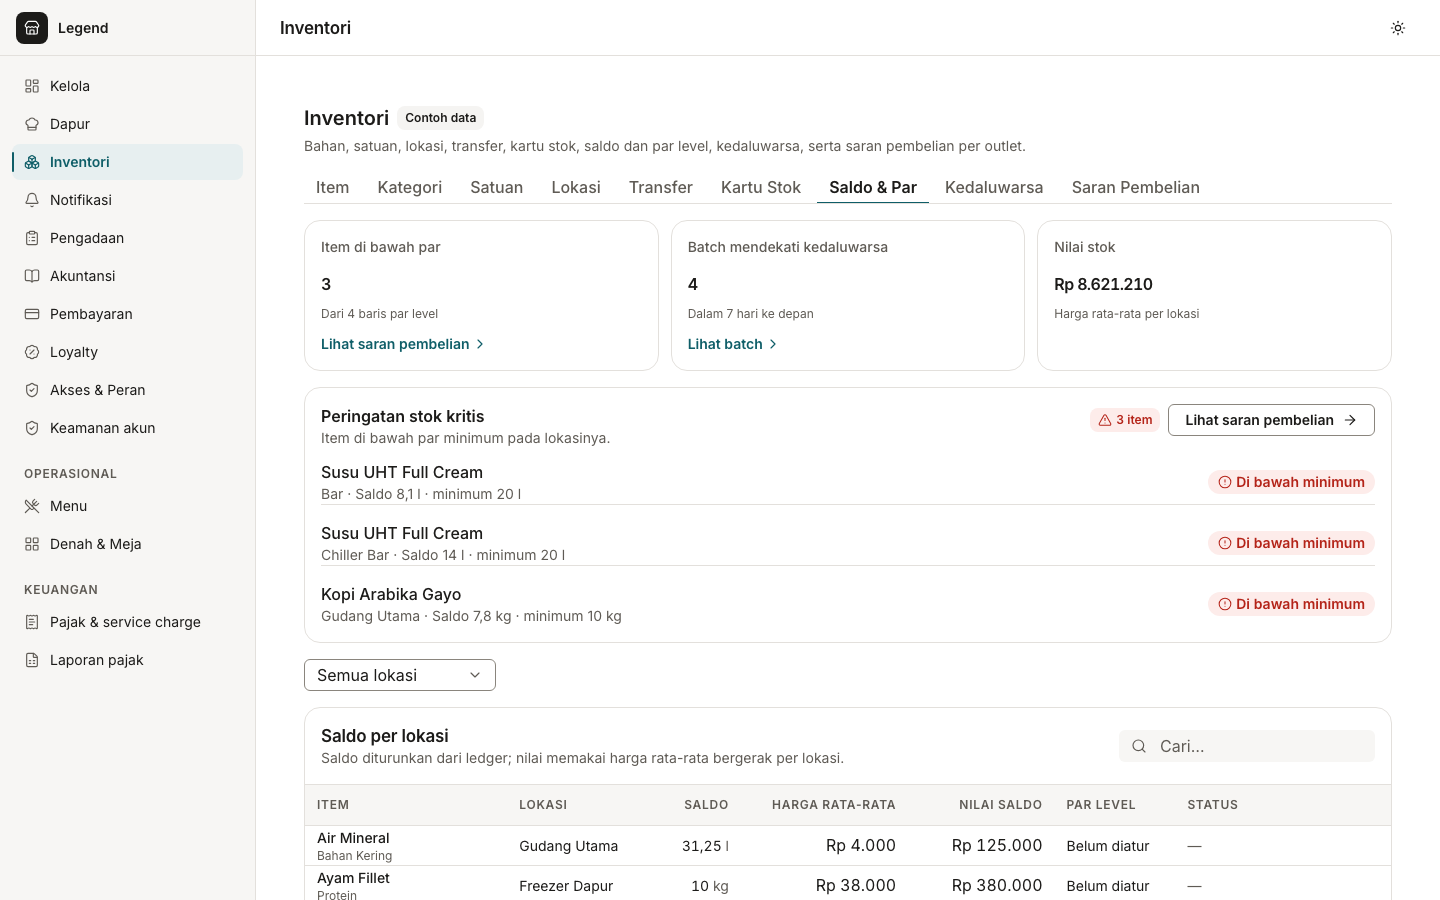 Legend
Inventori
Kelola
Dapur
Inventori
Notifikasi
Pengadaan
Akuntansi
Pembayaran
Loyalty
Akses & Peran
Keamanan akun
OPERASIONAL
Menu
Denah & Meja
KEUANGAN
Pajak & service charge
Laporan pajak
Inventori Contoh data
Bahan, satuan, lokasi, transfer, kartu stok, saldo dan par level, kedaluwarsa, serta saran pembelian per outlet.
Item Kategori Satuan Lokasi Transfer Kartu Stok Saldo & Par Kedaluwarsa Saran Pembelian
Item di bawah par
3
Dari 4 baris par level
Lihat saran pembelian
Batch mendekati kedaluwarsa
4
Dalam 7 hari ke depan
Lihat batch
Nilai stok
Rp 8.621.210
Harga rata-rata per lokasi
Peringatan stok kritis
Item di bawah par minimum pada lokasinya.
3 item
Lihat saran pembelian
Susu UHT Full Cream
Bar · Saldo 8,1 l · minimum 20 l
Di bawah minimum
Susu UHT Full Cream
Chiller Bar · Saldo 14 l · minimum 20 l
Di bawah minimum
Kopi Arabika Gayo
Gudang Utama · Saldo 7,8 kg · minimum 10 kg
Di bawah minimum
Semua lokasi
Saldo per lokasi
Saldo diturunkan dari ledger; nilai memakai harga rata-rata bergerak per lokasi.
Cari...
ITEM LOKASI SALDO HARGA RATA-RATA NILAI SALDO PAR LEVEL STATUS
Air Mineral
Bahan Kering
Gudang Utama 31,25 l Rp 4.000 Rp 125.000 Belum diatur —
Ayam Fillet
Protein
Freezer Dapur 10 kg Rp 38.000 Rp 380.000 Belum diatur —